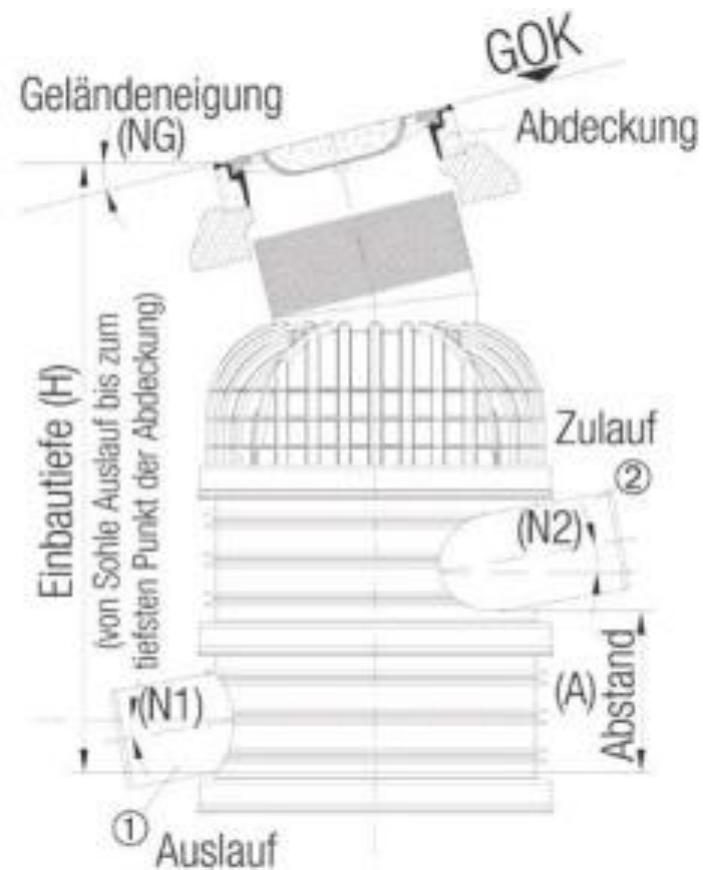 GOK
Geländeneigung
(NG)
Abdeckung
Einbautiefe (H)
(von Sohle Auslauf bis zum
tiefsten Punkt der Abdeckung)
Zulauf
②
(N2)
(N1)
(A)
Abstand
①
Auslauf